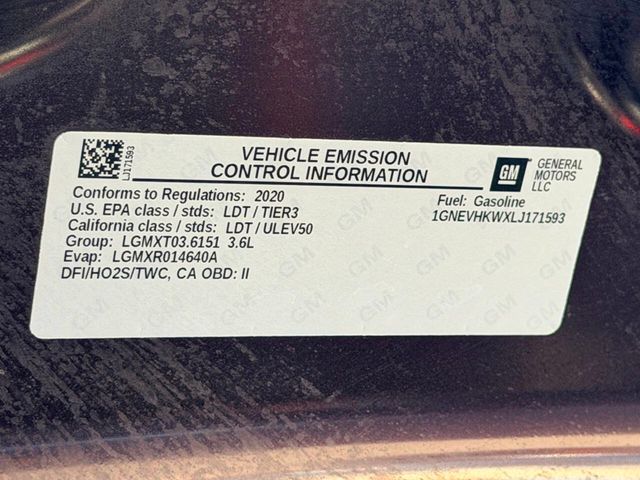 LJ171593
VEHICLE EMISSION
CONTROL INFORMATION
GM
GENERAL
MOTORS
LLC
Conforms to Regulations: 2020
U.S. EPA class / stds: LDT / TIER3
California class / stds: LDT / ULEV50
Group: LGMXT03.6151 3.6L
Evap: LGMXR014640A
DFI/HO2S/TWC, CA OBD: II
Fuel: Gasoline
1GNEVHKWXLJ171593